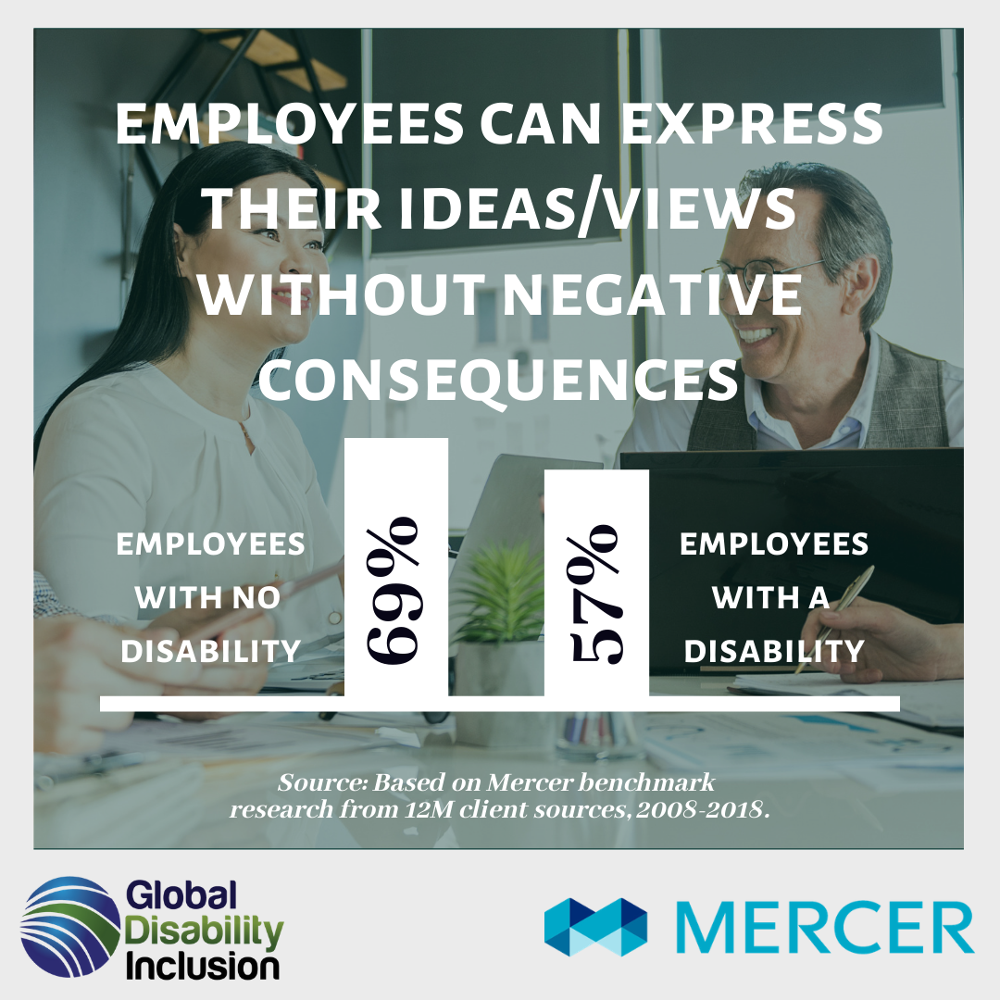 EMPLOYEES CAN EXPRESS
THEIR IDEAS/VIEWS
WITHOUT NEGATIVE
CONSEQUENCES
EMPLOYEES
WITH NO
DISABILITY
69%
57%
EMPLOYEES
WITH A
DISABILITY
Source: Based on Mercer benchmark
research from 12M client sources, 2008-2018.
Global
Disability
Inclusion
MERCER